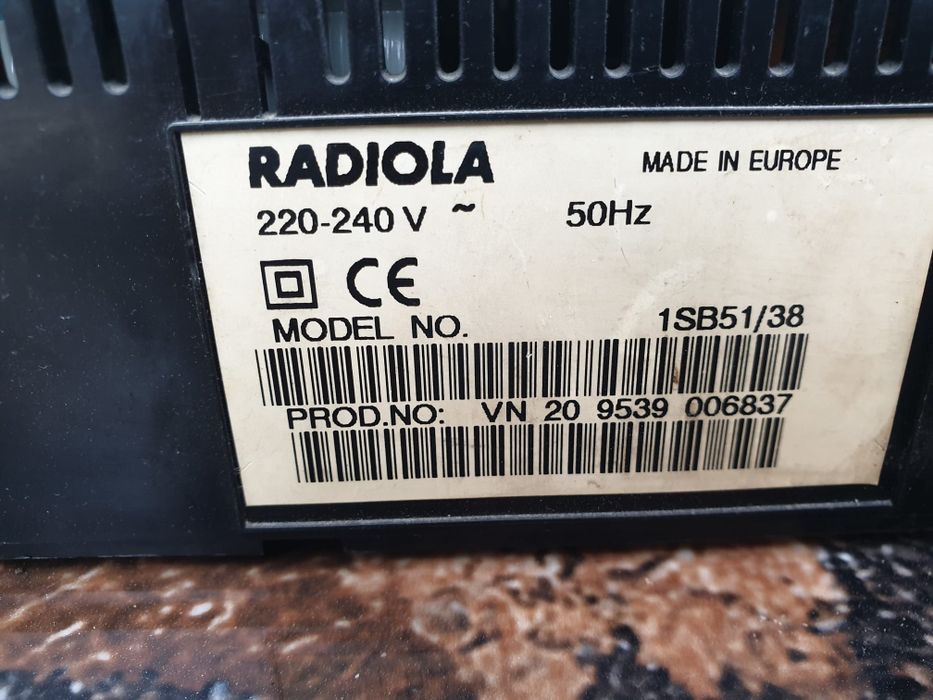 RADIOLA MADE IN EUROPE
220-240 V ~ 50Hz
CE
MODEL NO. 1SB51/38
PROD.NO: VN 20 9539 006837